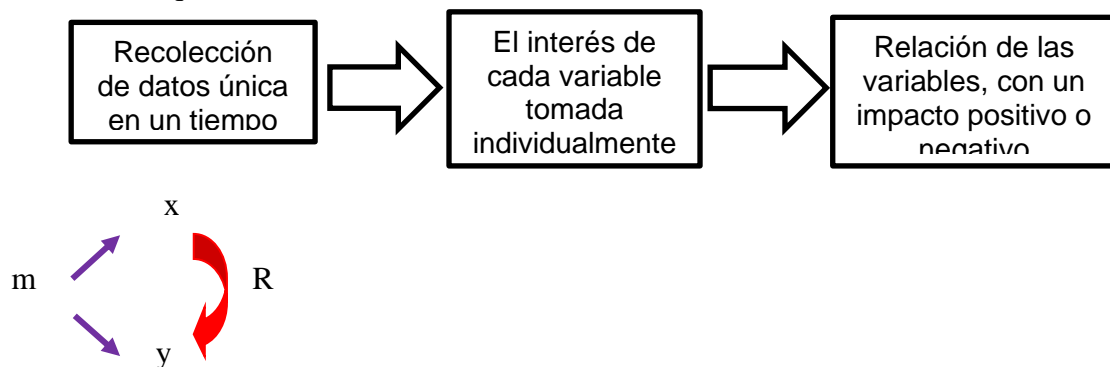 Recolección
de datos única
en un tiempo
El interés de
cada variable
tomada
individualmente
Relación de las
variables, con un
impacto positivo o
negativo
x
m
R
y